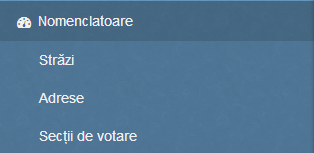 Nomenclatoare
Străzi
Adrese
Secții de votare